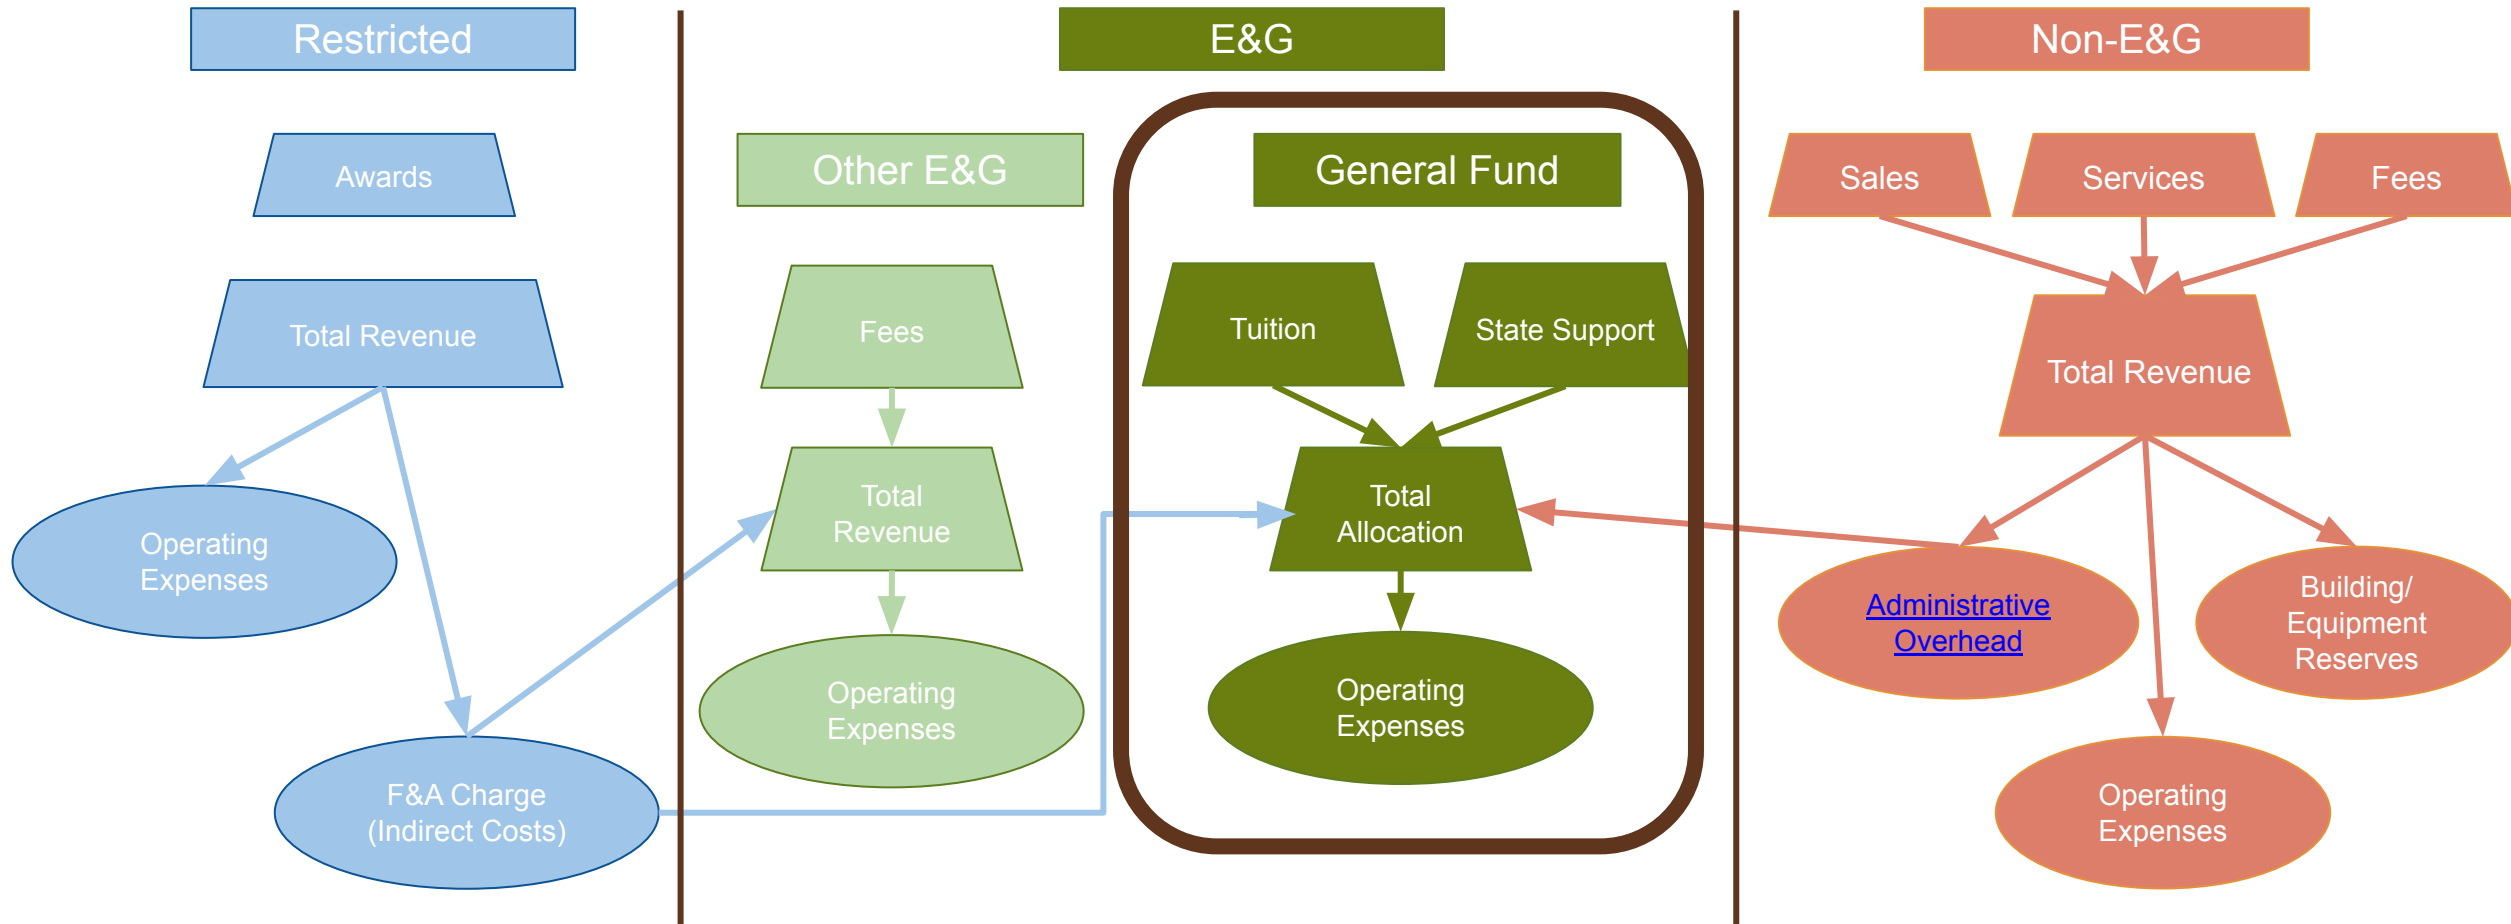 Restricted
E&G
Non-E&G
Awards
Total Revenue
Operating
Expenses
F&A Charge
(Indirect Costs)
Other E&G
Fees
Total
Revenue
Operating
Expenses
General Fund
Tuition
State Support
Total
Allocation
Operating
Expenses
Sales
Services
Fees
Total Revenue
Administrative
Overhead
Building/
Equipment
Reserves
Operating
Expenses